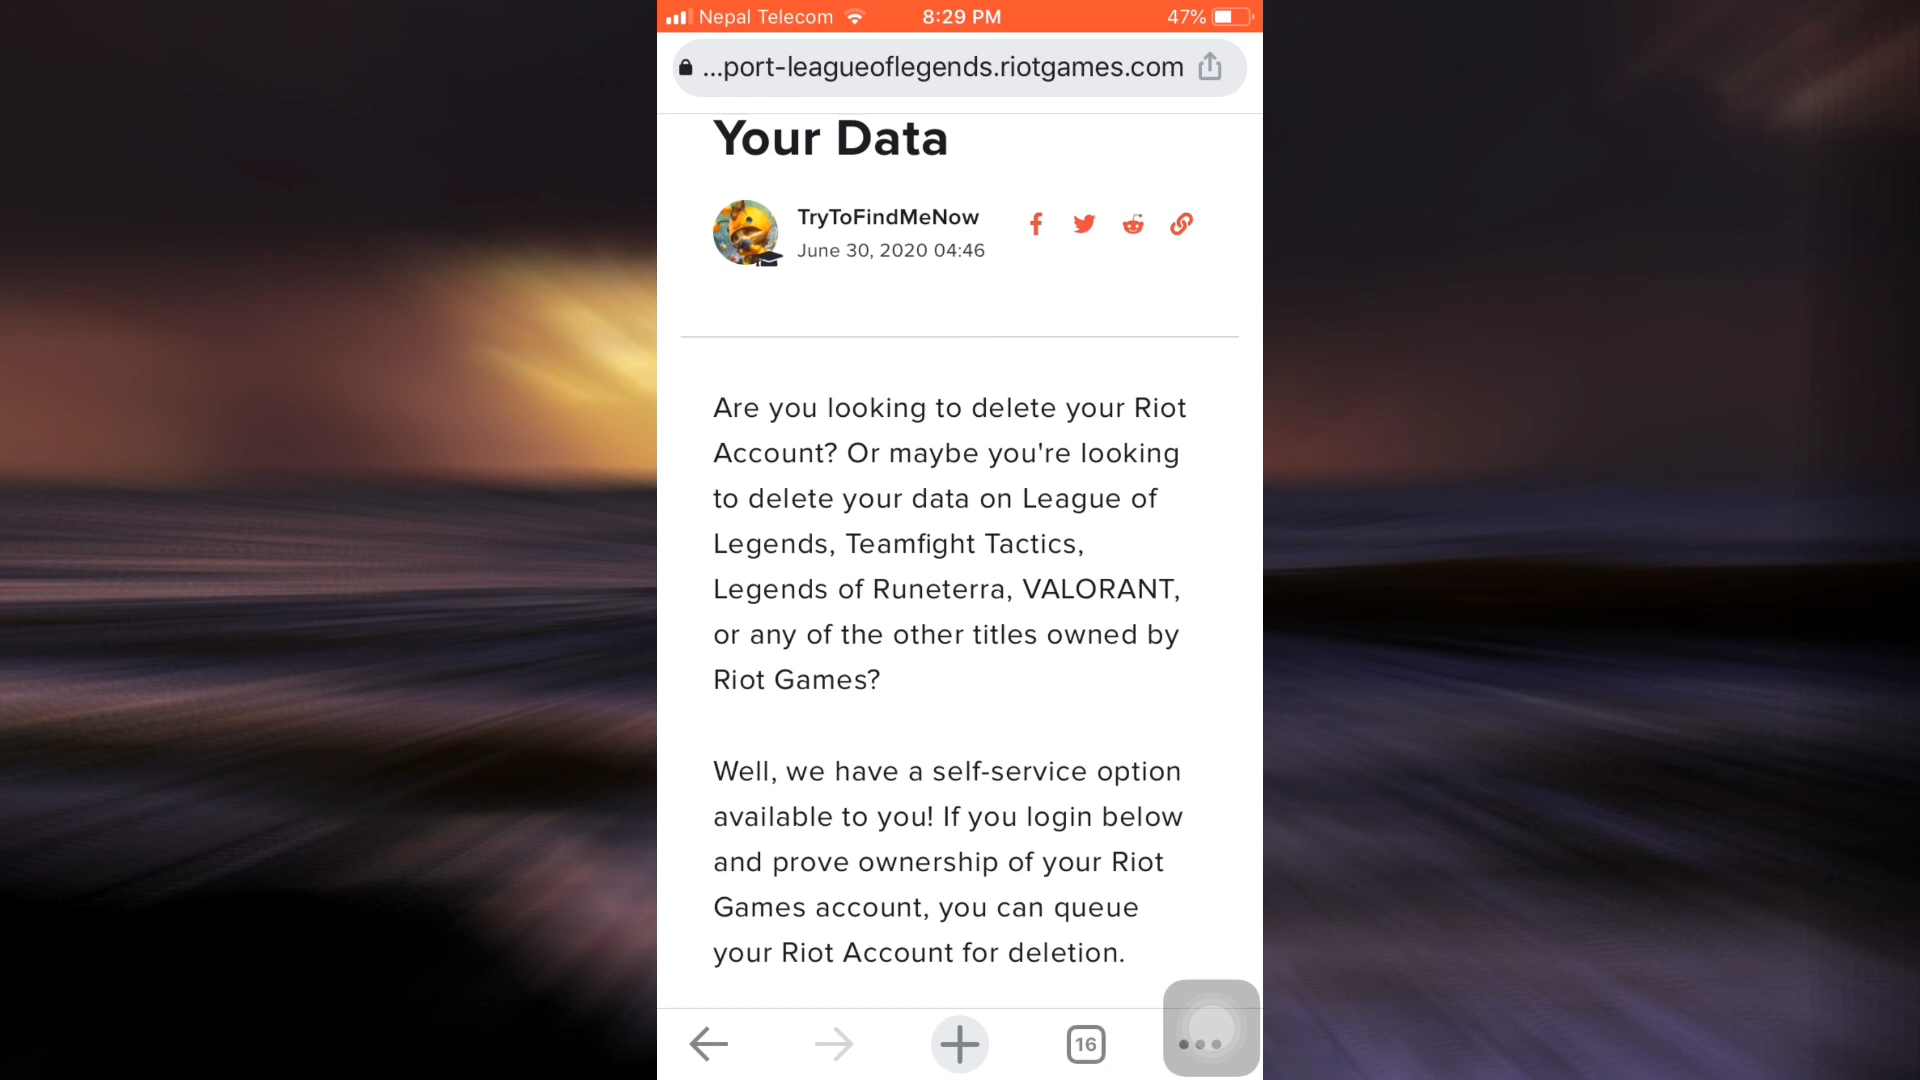 Nepal Telecom 8:29 PM 47%
...port-leagueoflegends.riotgames.com
Your Data
TryToFindMeNow
June 30, 2020 04:46
Are you looking to delete your Riot
Account? Or maybe you're looking
to delete your data on League of
Legends, Teamfight Tactics,
Legends of Runeterra, VALORANT,
or any of the other titles owned by
Riot Games?
Well, we have a self-service option
available to you! If you login below
and prove ownership of your Riot
Games account, you can queue
your Riot Account for deletion.
16